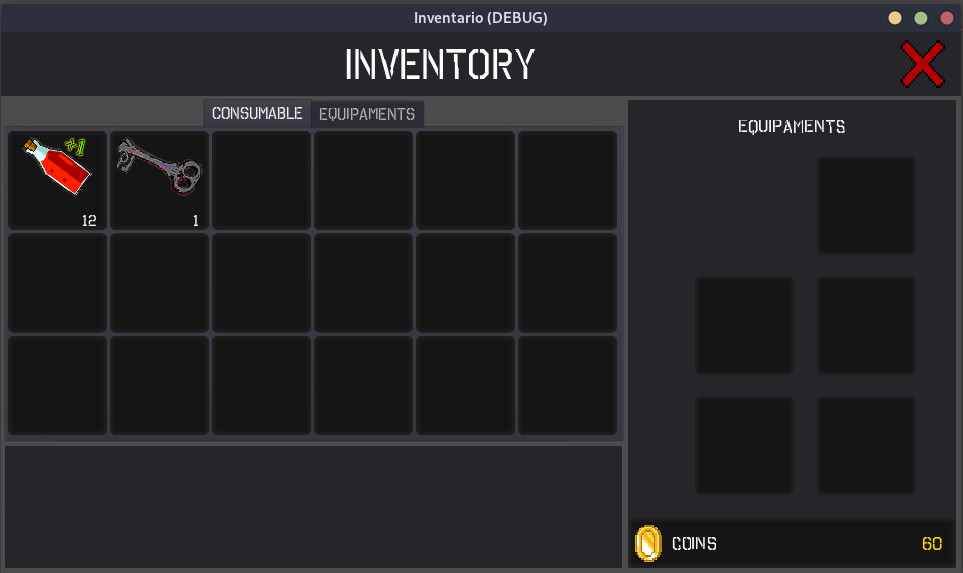 Inventario (DEBUG)
INVENTORY
CONSUMABLE EQUIPAMENTS
EQUIPAMENTS
+1
12 1
COINS 60